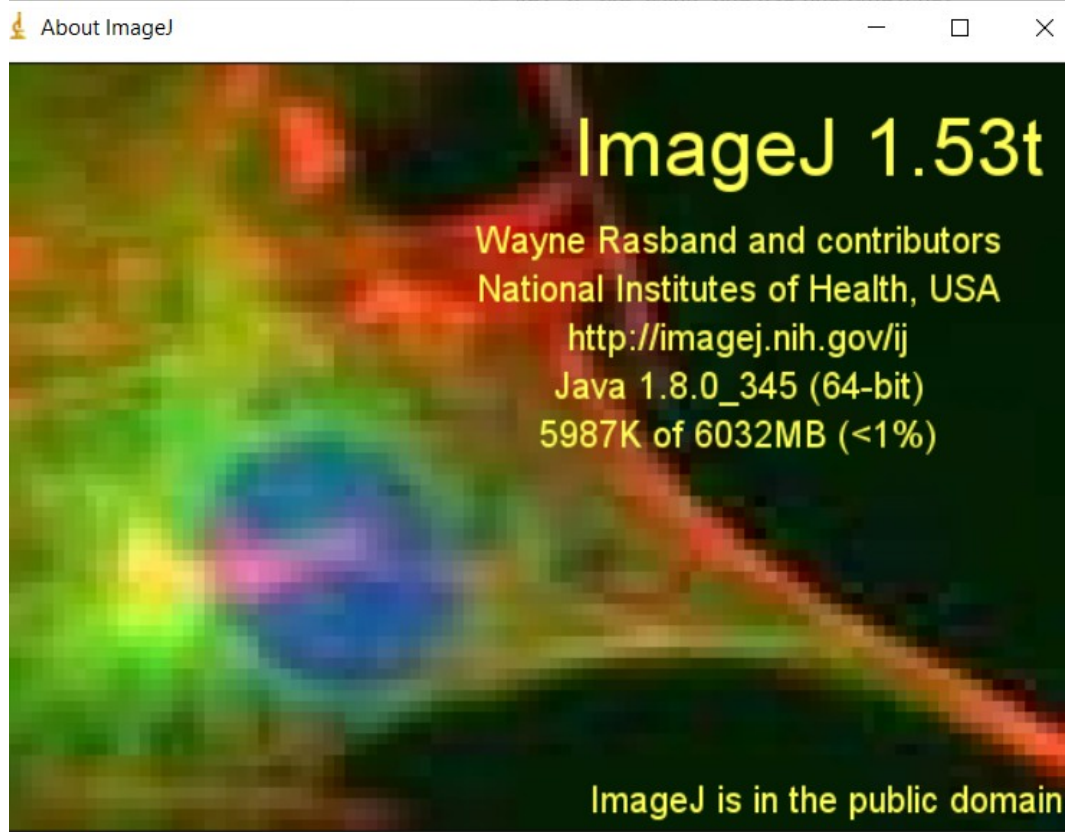 About ImageJ
ImageJ 1.53t
Wayne Rasband and contributors
National Institutes of Health, USA
http://imagej.nih.gov/ij
Java 1.8.0_345 (64-bit)
5987K of 6032MB (<1%)
ImageJ is in the public domain